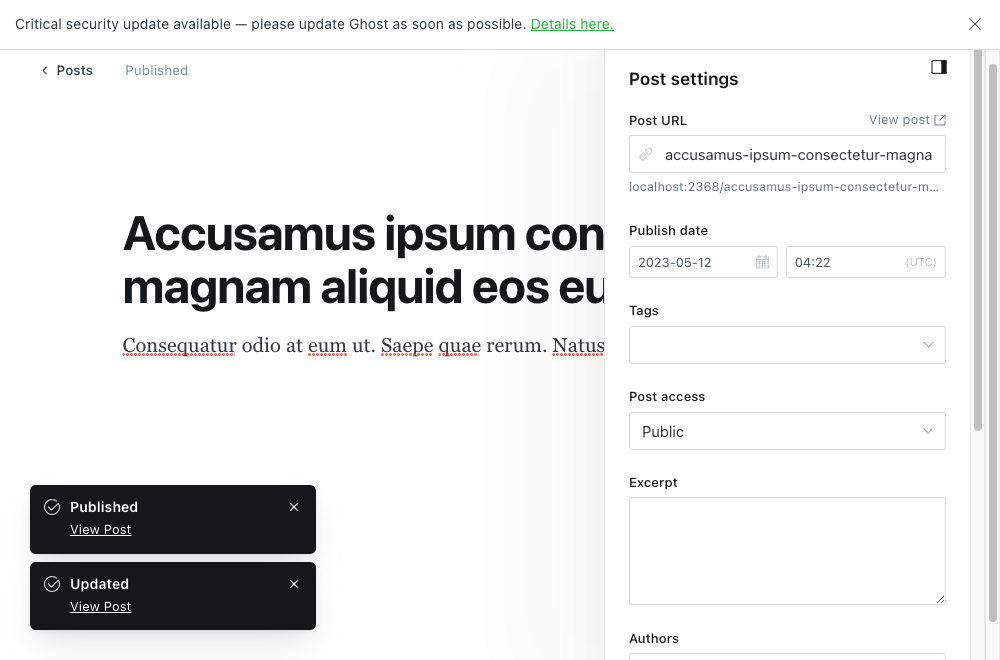 Critical security update available — please update Ghost as soon as possible. Details here.
Posts
Published
Accusamus ipsum con
magnam aliquid eos eu
Consequatur odio at eum ut. Saepe quae rerum. Natus
Published
View Post
Updated
View Post
Post settings
Post URL
View post
accusamus-ipsum-consectetur-magna
localhost:2368/accusamus-ipsum-consectetur-m...
Publish date
2023-05-12
04:22
(UTC)
Tags
Post access
Public
Excerpt
Authors